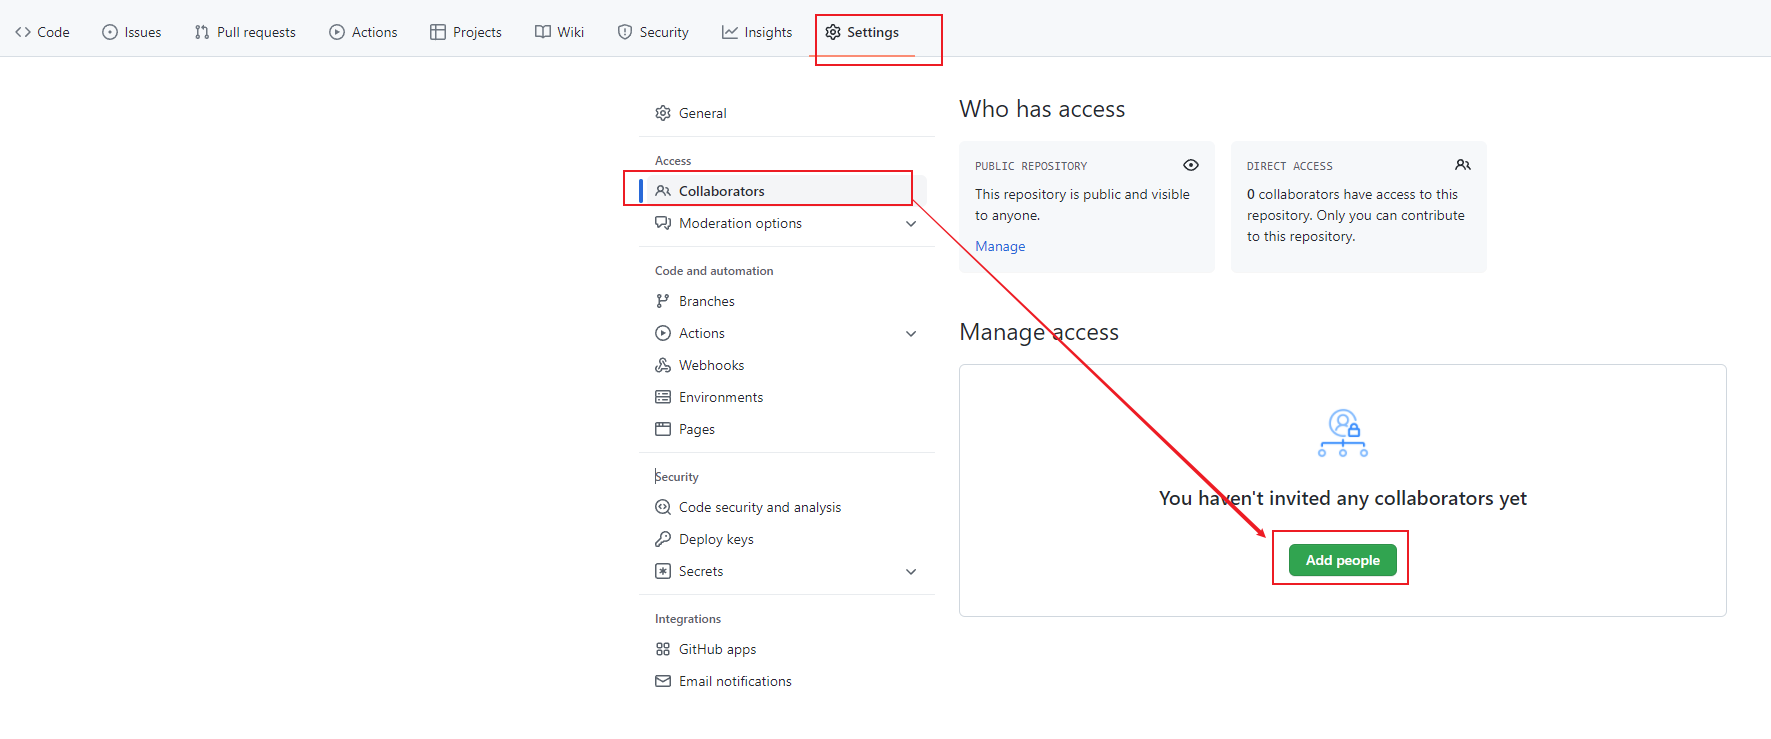 Code Issues Pull requests Actions Projects Wiki Security Insights Settings
General
Access
Collaborators
Moderation options
Code and automation
Branches
Actions
Webhooks
Environments
Pages
Security
Code security and analysis
Deploy keys
Secrets
Integrations
GitHub apps
Email notifications
Who has access
PUBLIC REPOSITORY
This repository is public and visible
to anyone.
Manage
DIRECT ACCESS
0 collaborators have access to this
repository. Only you can contribute
to this repository.
Manage access
You haven't invited any collaborators yet
Add people